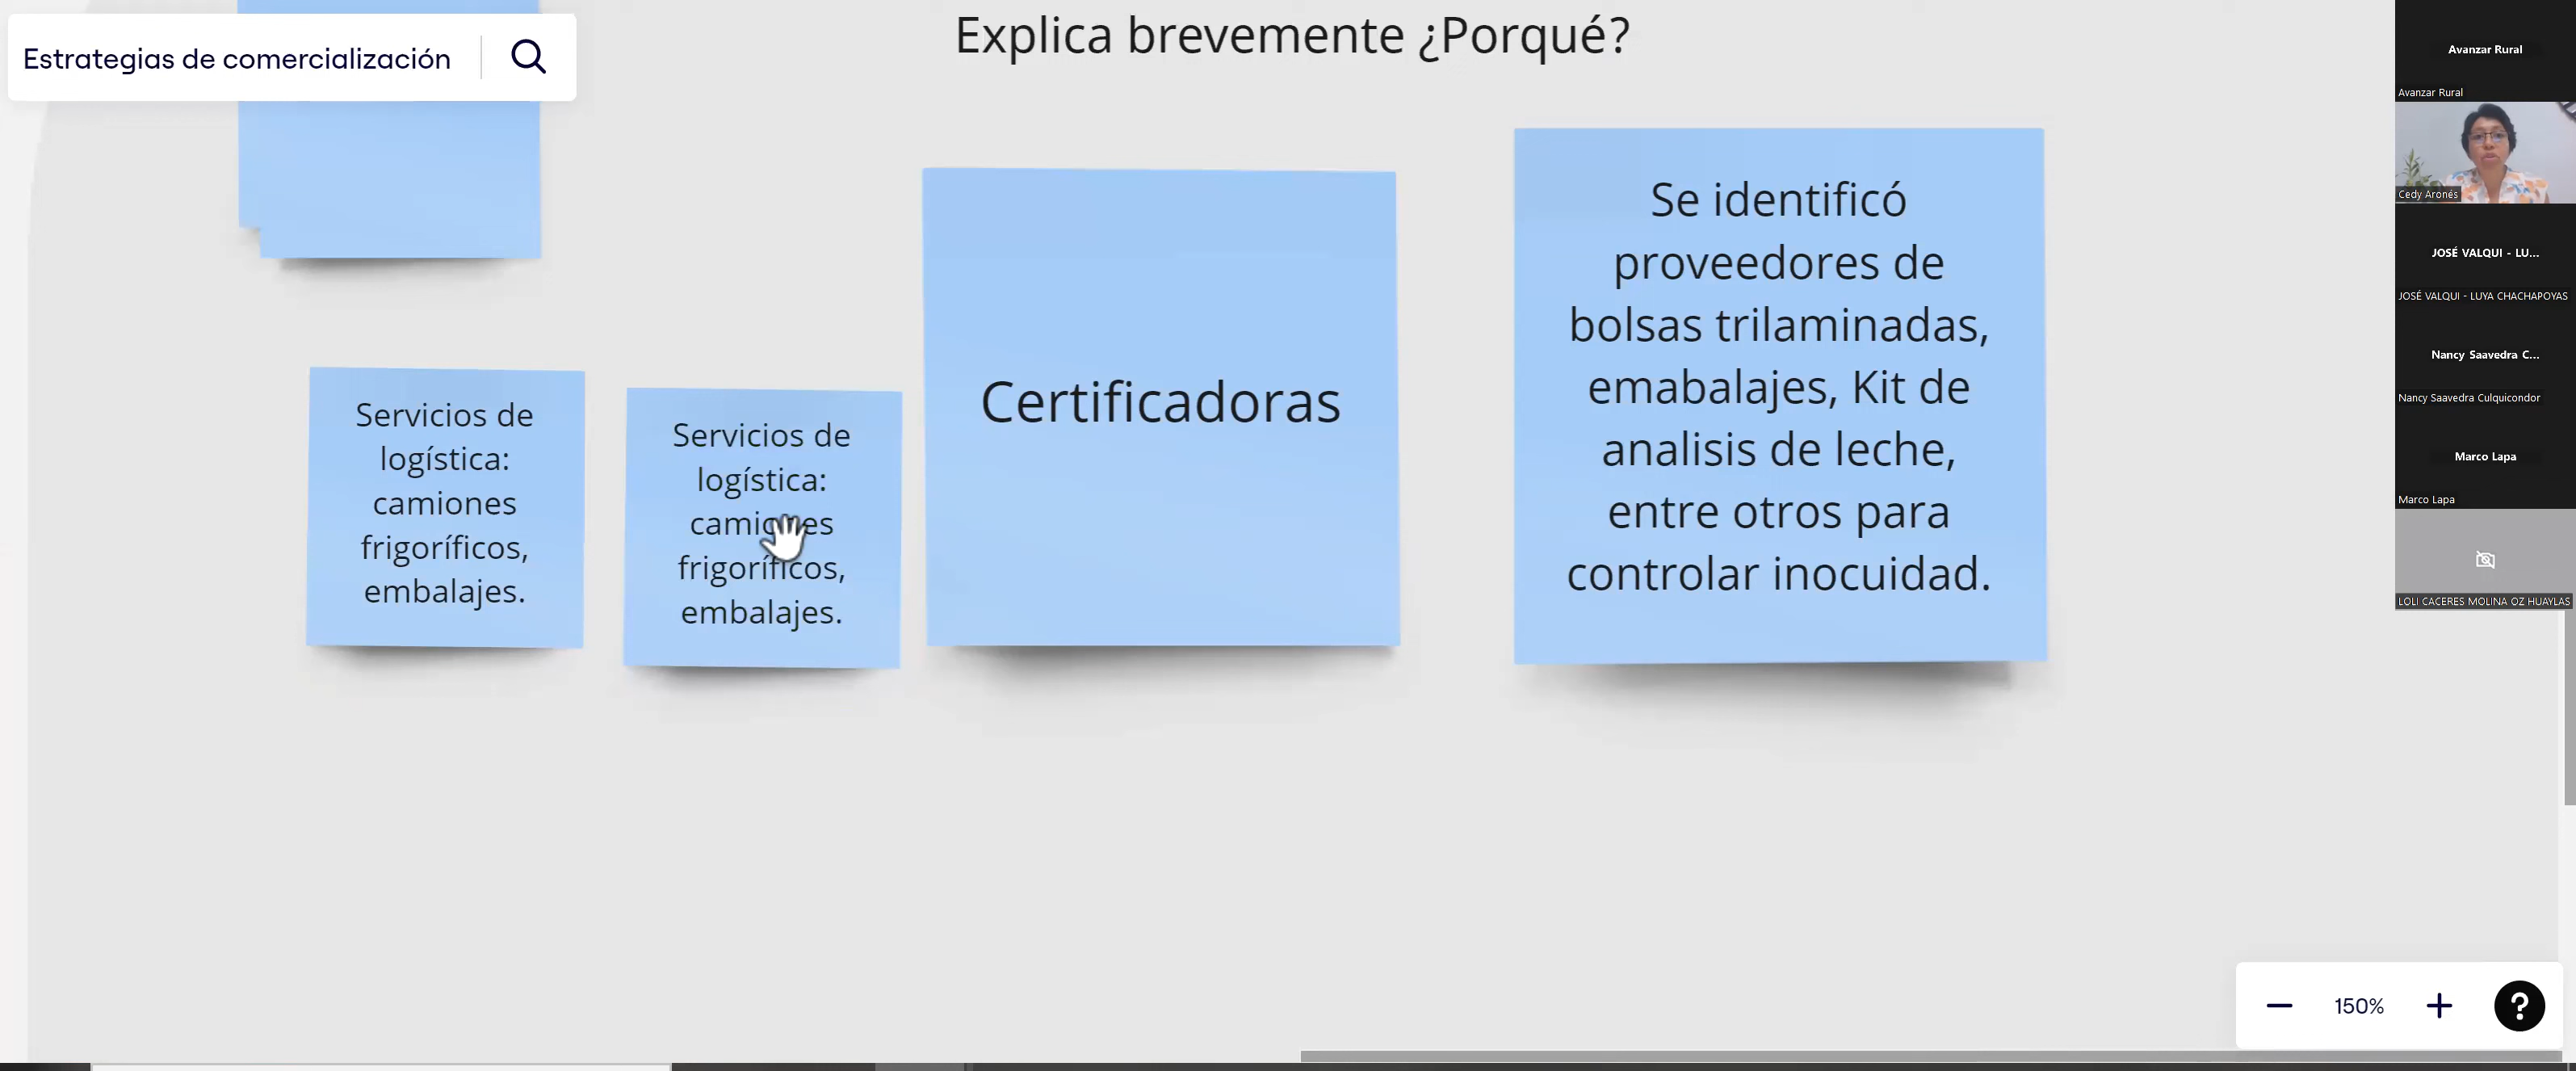 Estrategias de comercialización
Explica brevemente ¿Porqué?
Servicios de
logística:
camiones
frigoríficos,
embalajes.
Servicios de
logística:
camiones
frigoríficos,
embalajes.
Certificadoras
Se identificó
proveedores de
bolsas trilaminadas,
emabalajes, Kit de
analisis de leche,
entre otros para
controlar inocuidad.
Avanzar Rural
Avanzar Rural
Cedy Aronés
JOSÉ VALQUI - LU...
JOSÉ VALQUI - LUYA CHACHAPOYAS
Nancy Saavedra C...
Nancy Saavedra Culquicondor
Marco Lapa
Marco Lapa
LOLI CACERES MOLINA OZ HUAYLAS
150%
?